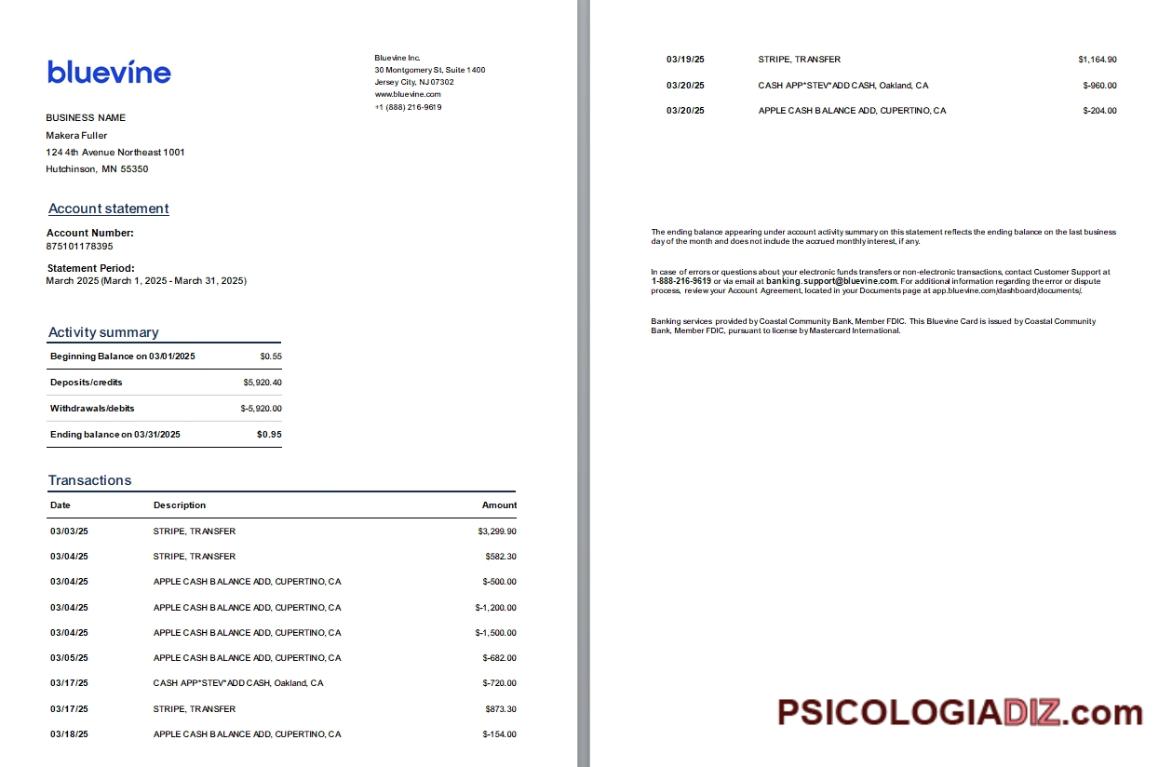 bluevine
Bluevine Inc.
30 Montgomery St, Suite 1400
Jersey City, NJ 07302
www.bluevine.com
+1 (888) 216-9619
BUSINESS NAME
Makera Fuller
124 4th Avenue Northeast 1001
Hutchinson, MN 55350
Account statement
Account Number:
875101178395
Statement Period:
March 2025 (March 1, 2025 - March 31, 2025)
Activity summary
Beginning Balance on 03/01/2025 $0.55
Deposits/credits $5,920.40
Withdrawals/debits $-5,920.00
Ending balance on 03/31/2025 $0.95
Transactions
Date Description Amount
03/03/25 STRIPE, TRANSFER $3,299.90
03/04/25 STRIPE, TRANSFER $582.30
03/04/25 APPLE CASH BALANCE ADD, CUPERTINO, CA $-500.00
03/04/25 APPLE CASH BALANCE ADD, CUPERTINO, CA $-1,200.00
03/04/25 APPLE CASH BALANCE ADD, CUPERTINO, CA $-1,500.00
03/05/25 APPLE CASH BALANCE ADD, CUPERTINO, CA $-682.00
03/17/25 CASH APP*STEV*ADD CASH, Oakland, CA $-720.00
03/17/25 STRIPE, TRANSFER $873.30
03/18/25 APPLE CASH BALANCE ADD, CUPERTINO, CA $-154.00
03/19/25 STRIPE, TRANSFER $1,164.90
03/20/25 CASH APP*STEV*ADD CASH, Oakland, CA $-960.00
03/20/25 APPLE CASH BALANCE ADD, CUPERTINO, CA $-204.00
The ending balance appearing under account activity summary on this statement reflects the ending balance on the last business
day of the month and does not include the accrued monthly interest, if any.
In case of errors or questions about your electronic funds transfers or non-electronic transactions, contact Customer Support at
1-888-216-9619 or via email at banking.support@bluevine.com. For additional information regarding the error or dispute
process, review your Account Agreement, located in your Documents page at app.bluevine.com/dashboard/documents/.
Banking services provided by Coastal Community Bank, Member FDIC. This Bluevine Card is issued by Coastal Community
Bank, Member FDIC, pursuant to license by Mastercard International.
PSICOLOGIADIZ.com